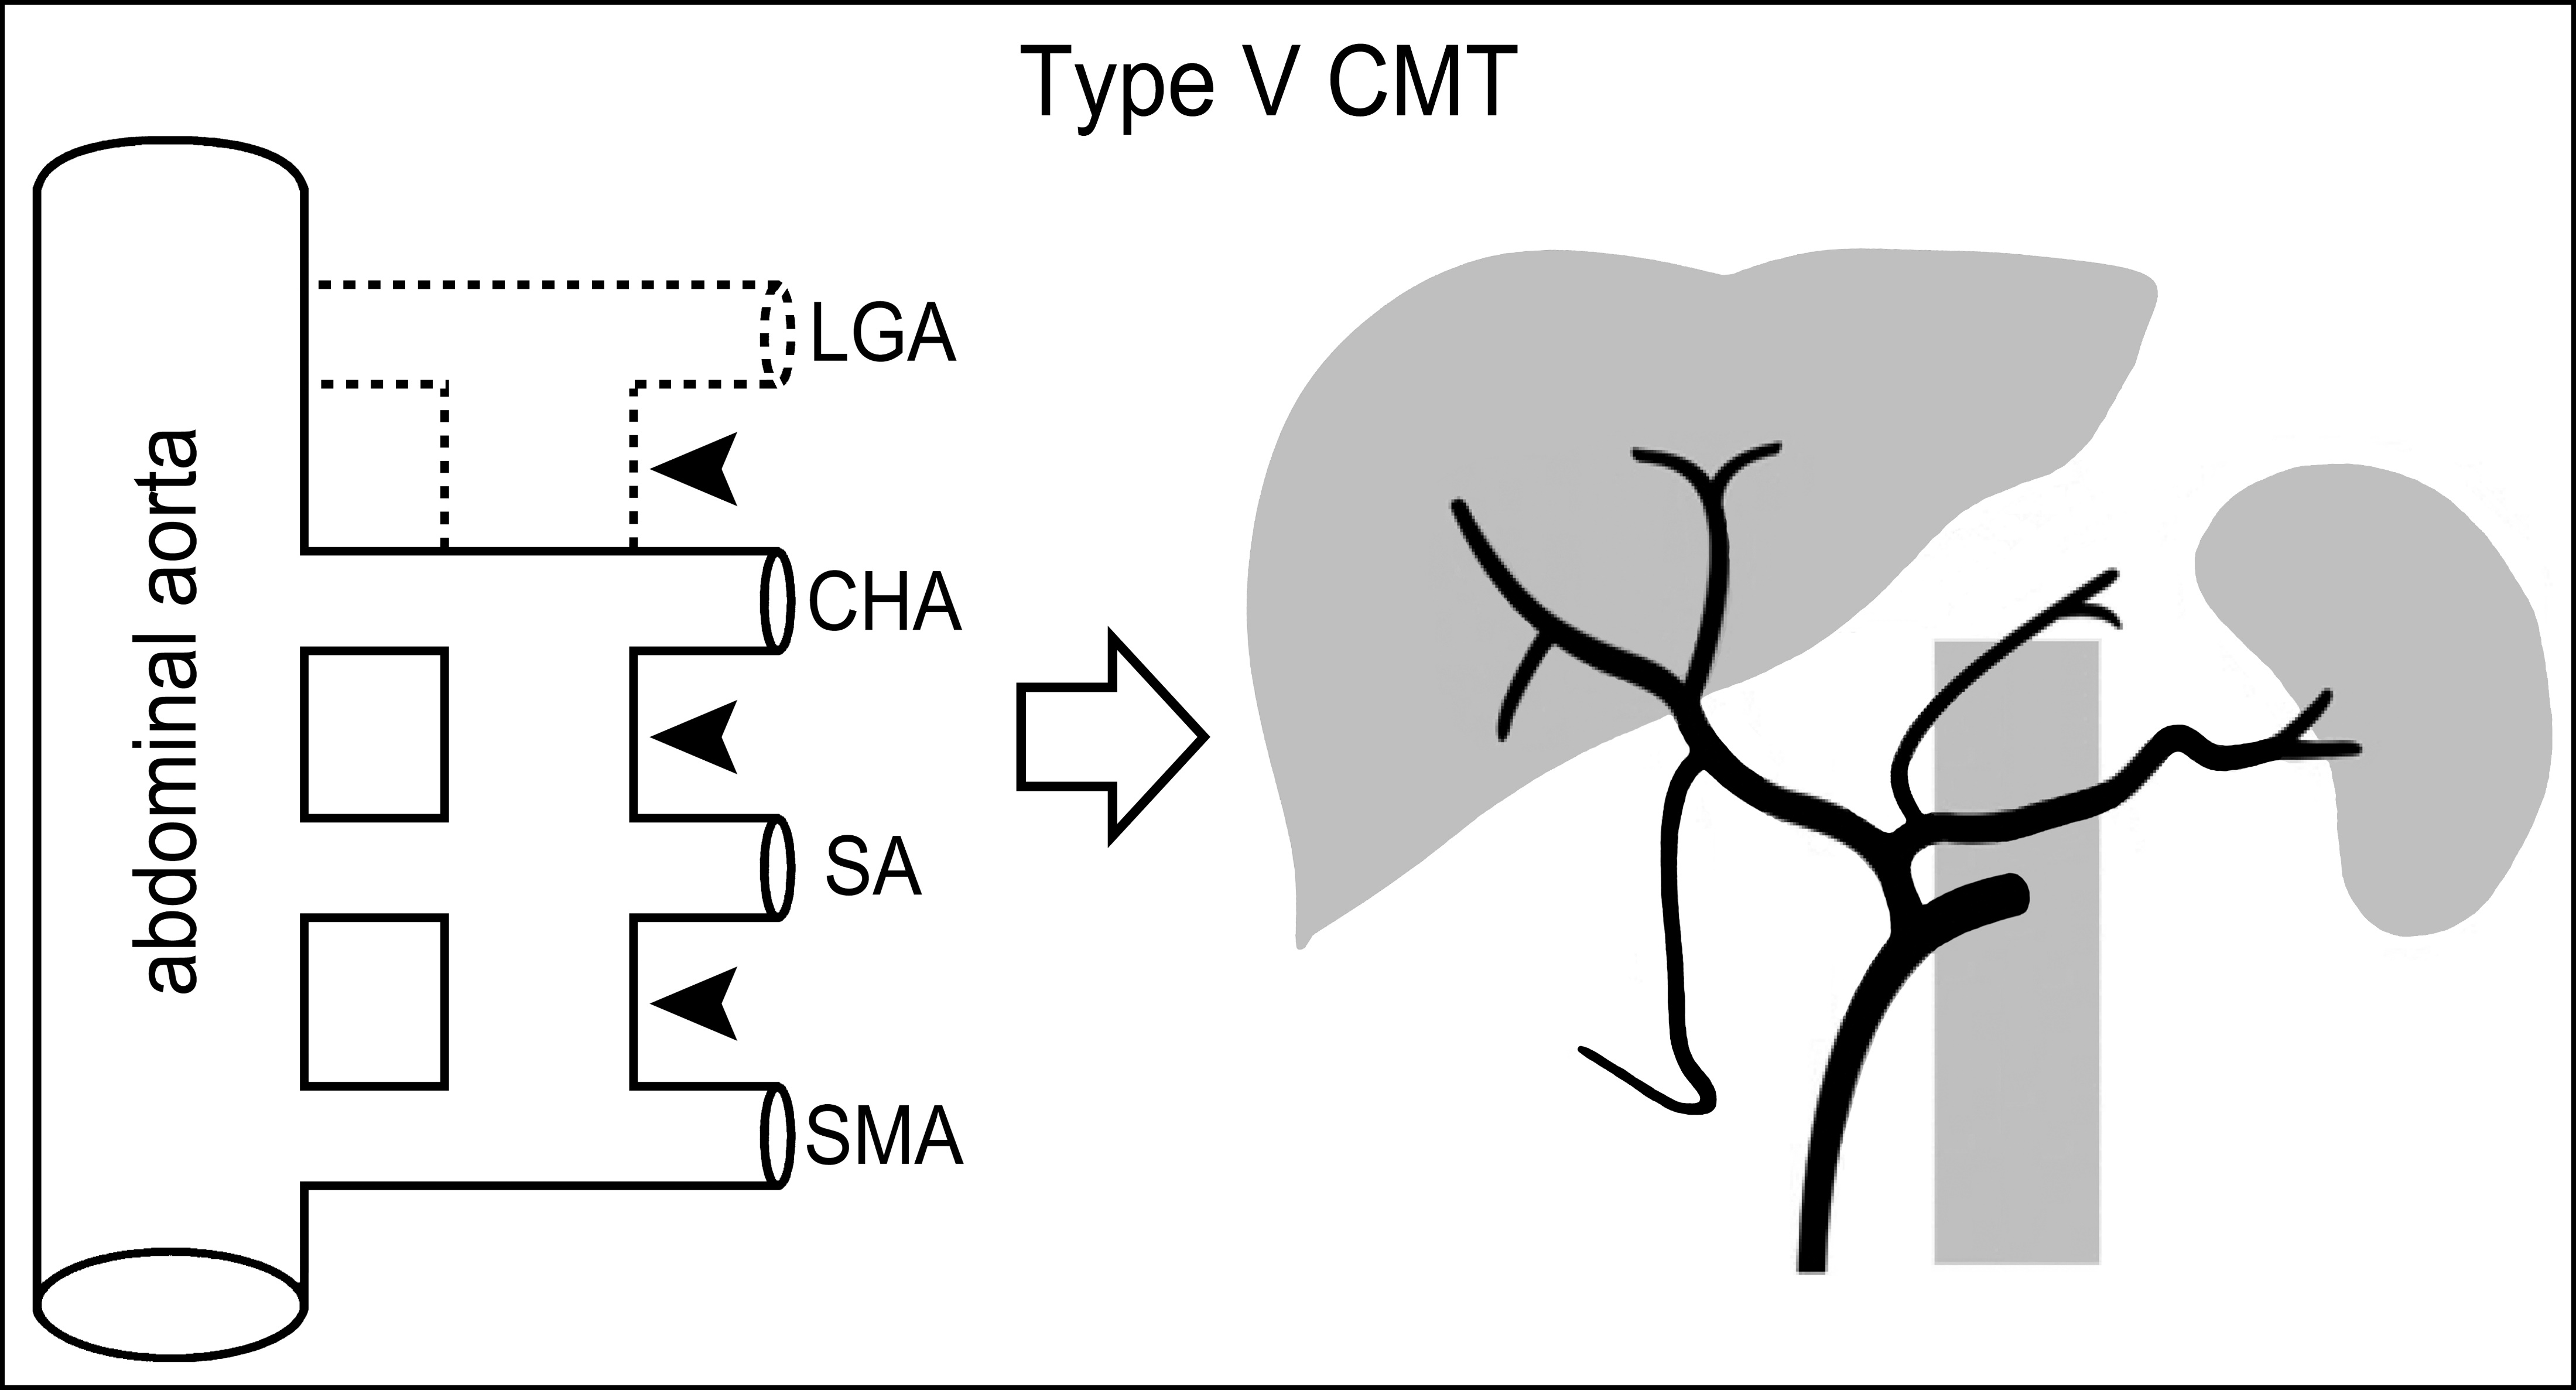 Type V CMT
abdominal aorta
LGA
CHA
SA
SMA